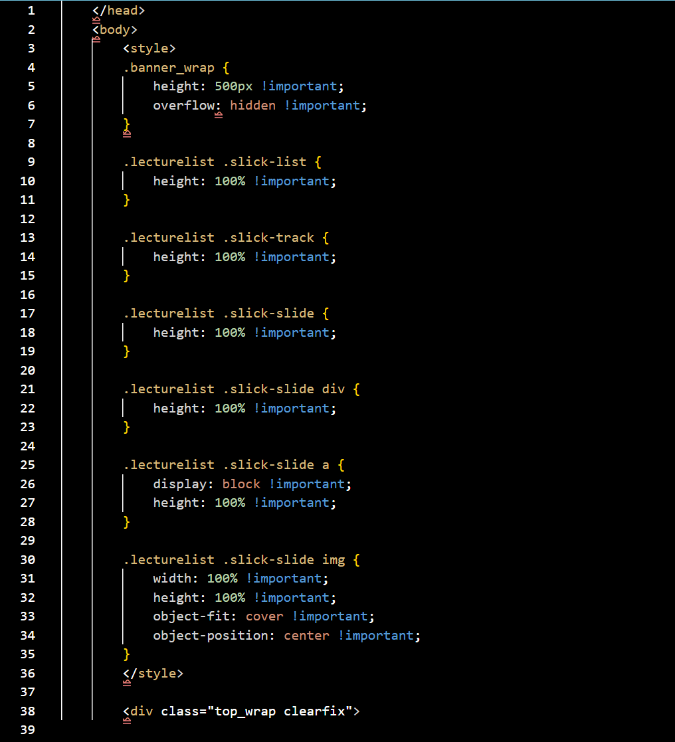 1 </head>
2 <body>
3 <style>
4 .banner_wrap {
5 height: 500px !important;
6 overflow: hidden !important;
7 }
8
9 .lecturelist .slick-list {
10 height: 100% !important;
11 }
12
13 .lecturelist .slick-track {
14 height: 100% !important;
15 }
16
17 .lecturelist .slick-slide {
18 height: 100% !important;
19 }
20
21 .lecturelist .slick-slide div {
22 height: 100% !important;
23 }
24
25 .lecturelist .slick-slide a {
26 display: block !important;
27 height: 100% !important;
28 }
29
30 .lecturelist .slick-slide img {
31 width: 100% !important;
32 height: 100% !important;
33 object-fit: cover !important;
34 object-position: center !important;
35 }
36 </style>
37
38 <div class="top_wrap clearfix">
39